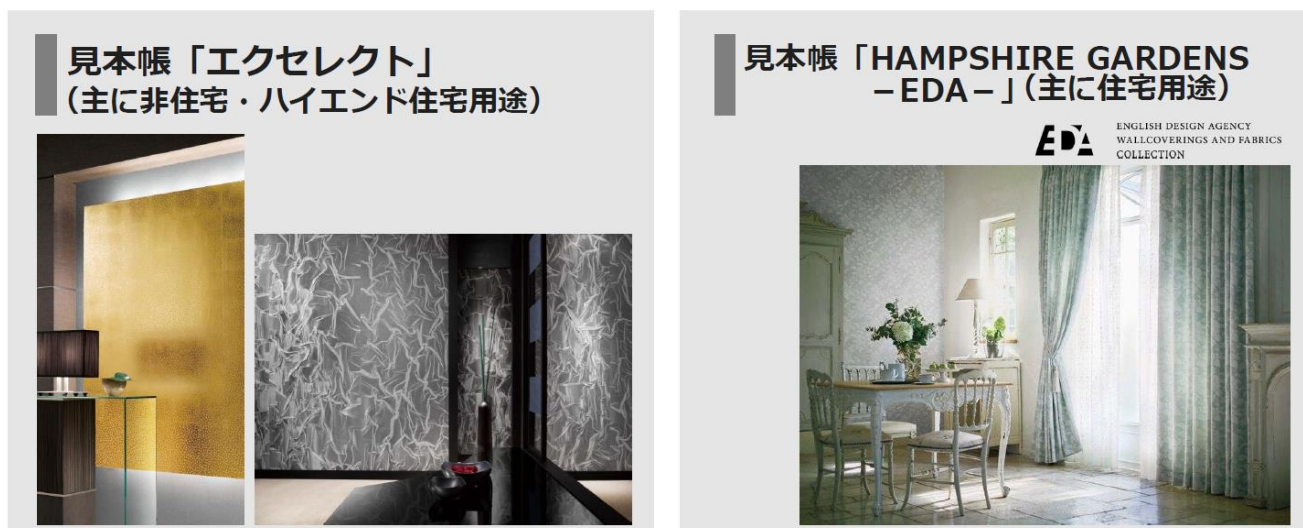 見本帳「エクセレクト」
（主に非住宅・ハイエンド住宅用途）
見本帳「HAMPSHIRE GARDENS
－EDA－」（主に住宅用途）
EDA
ENGLISH DESIGN AGENCY
WALLCOVERINGS AND FABRICS
COLLECTION